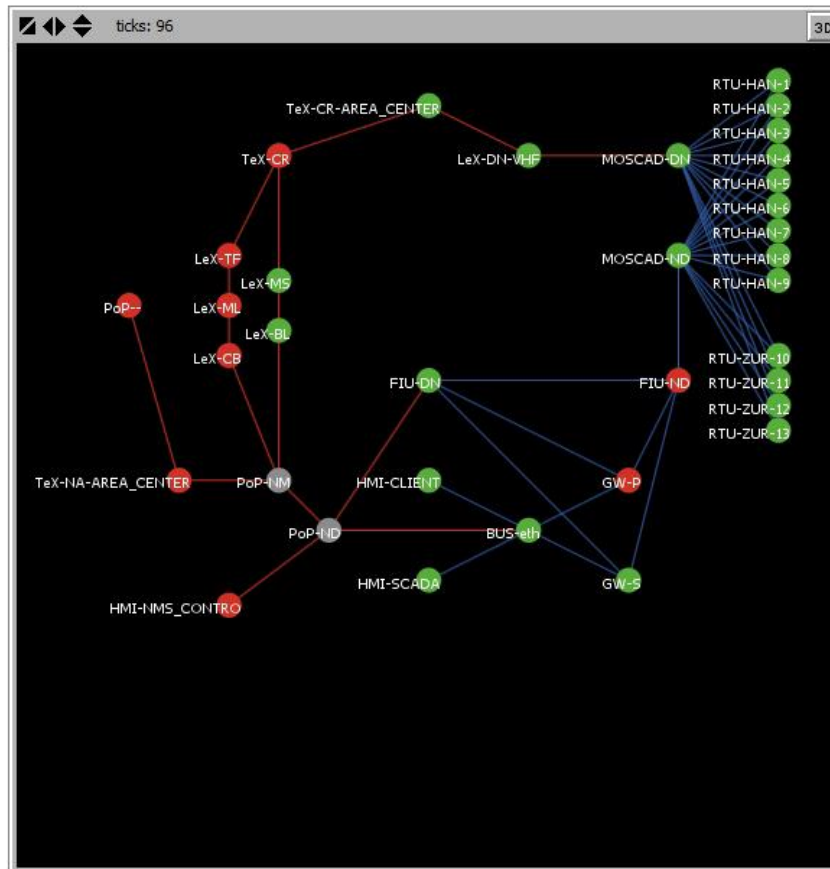 ticks: 96
3D
RTU-HAN-1
RTU-HAN-2
TeX-CR-AREA_CENTER
RTU-HAN-3
TeX-CR
LeX-DN-VHF
MOSCAD-DN
RTU-HAN-4
RTU-HAN-5
RTU-HAN-6
RTU-HAN-7
LeX-TF
MOSCAD-ND
RTU-HAN-8
LeX-MS
RTU-HAN-9
PoP--
LeX-ML
LeX-BL
LeX-CB
RTU-ZUR-10
FIU-DN
FIU-ND
RTU-ZUR-11
RTU-ZUR-12
RTU-ZUR-13
TeX-NA-AREA_CENTER
PoP-NM
HMI-CLIENT
GW-P
PoP-ND
BUS-eth
HMI-SCADA
GW-S
HMI-NMS_CONTRO